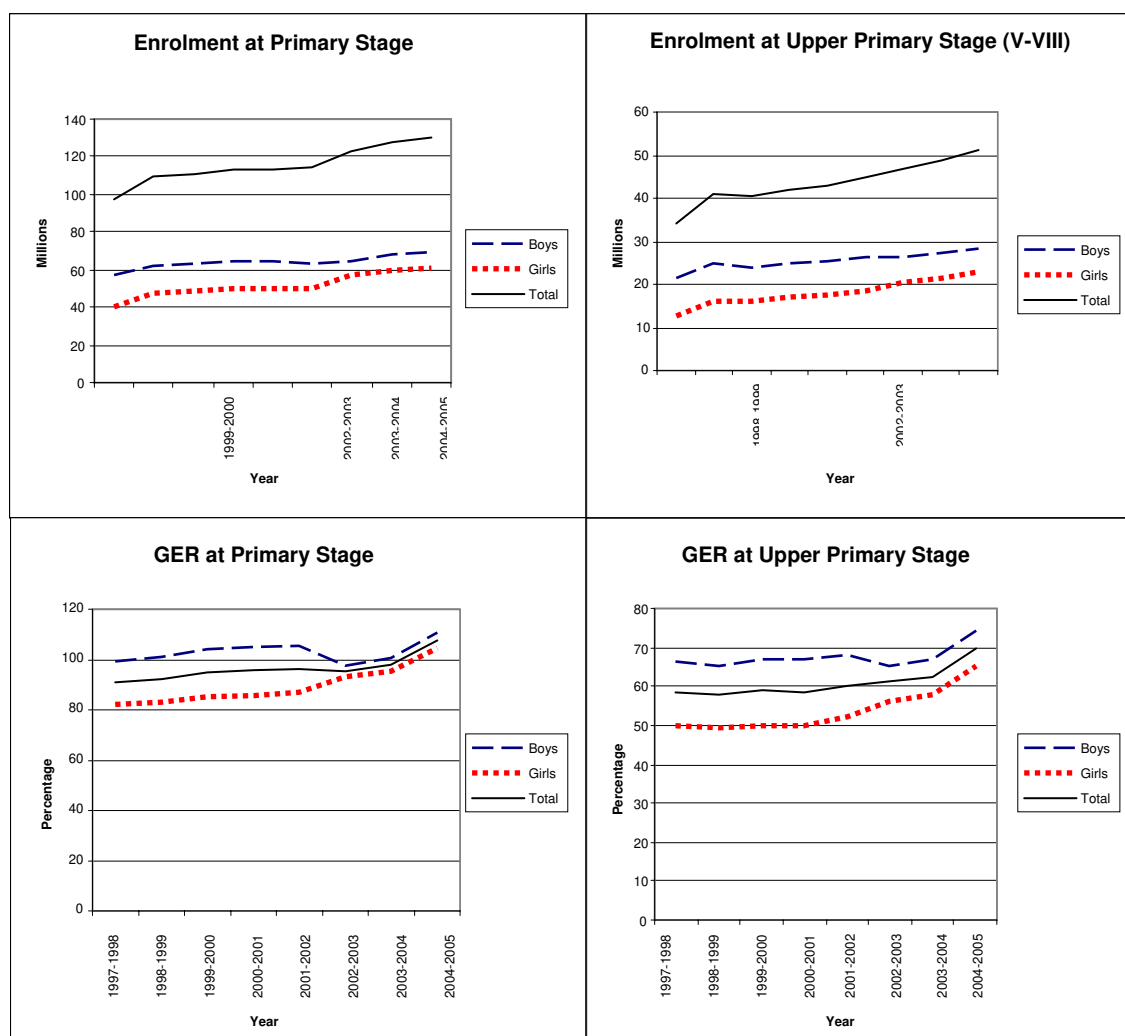 Enrolment at Primary Stage
140
120
100
80
60
40
20
0
Millions
1999-2000
2002-2003
2003-2004
2004-2005
Year
Boys
Girls
Total
Enrolment at Upper Primary Stage (V-VIII)
60
50
40
30
20
10
0
Millions
1998-1999
2002-2003
Year
Boys
Girls
Total
GER at Primary Stage
120
100
80
60
40
20
0
Percentage
1997-1998
1998-1999
1999-2000
2000-2001
2001-2002
2002-2003
2003-2004
2004-2005
Year
Boys
Girls
Total
GER at Upper Primary Stage
80
70
60
50
40
30
20
10
0
Percentage
1997-1998
1998-1999
1999-2000
2000-2001
2001-2002
2002-2003
2003-2004
2004-2005
Year
Boys
Girls
Total